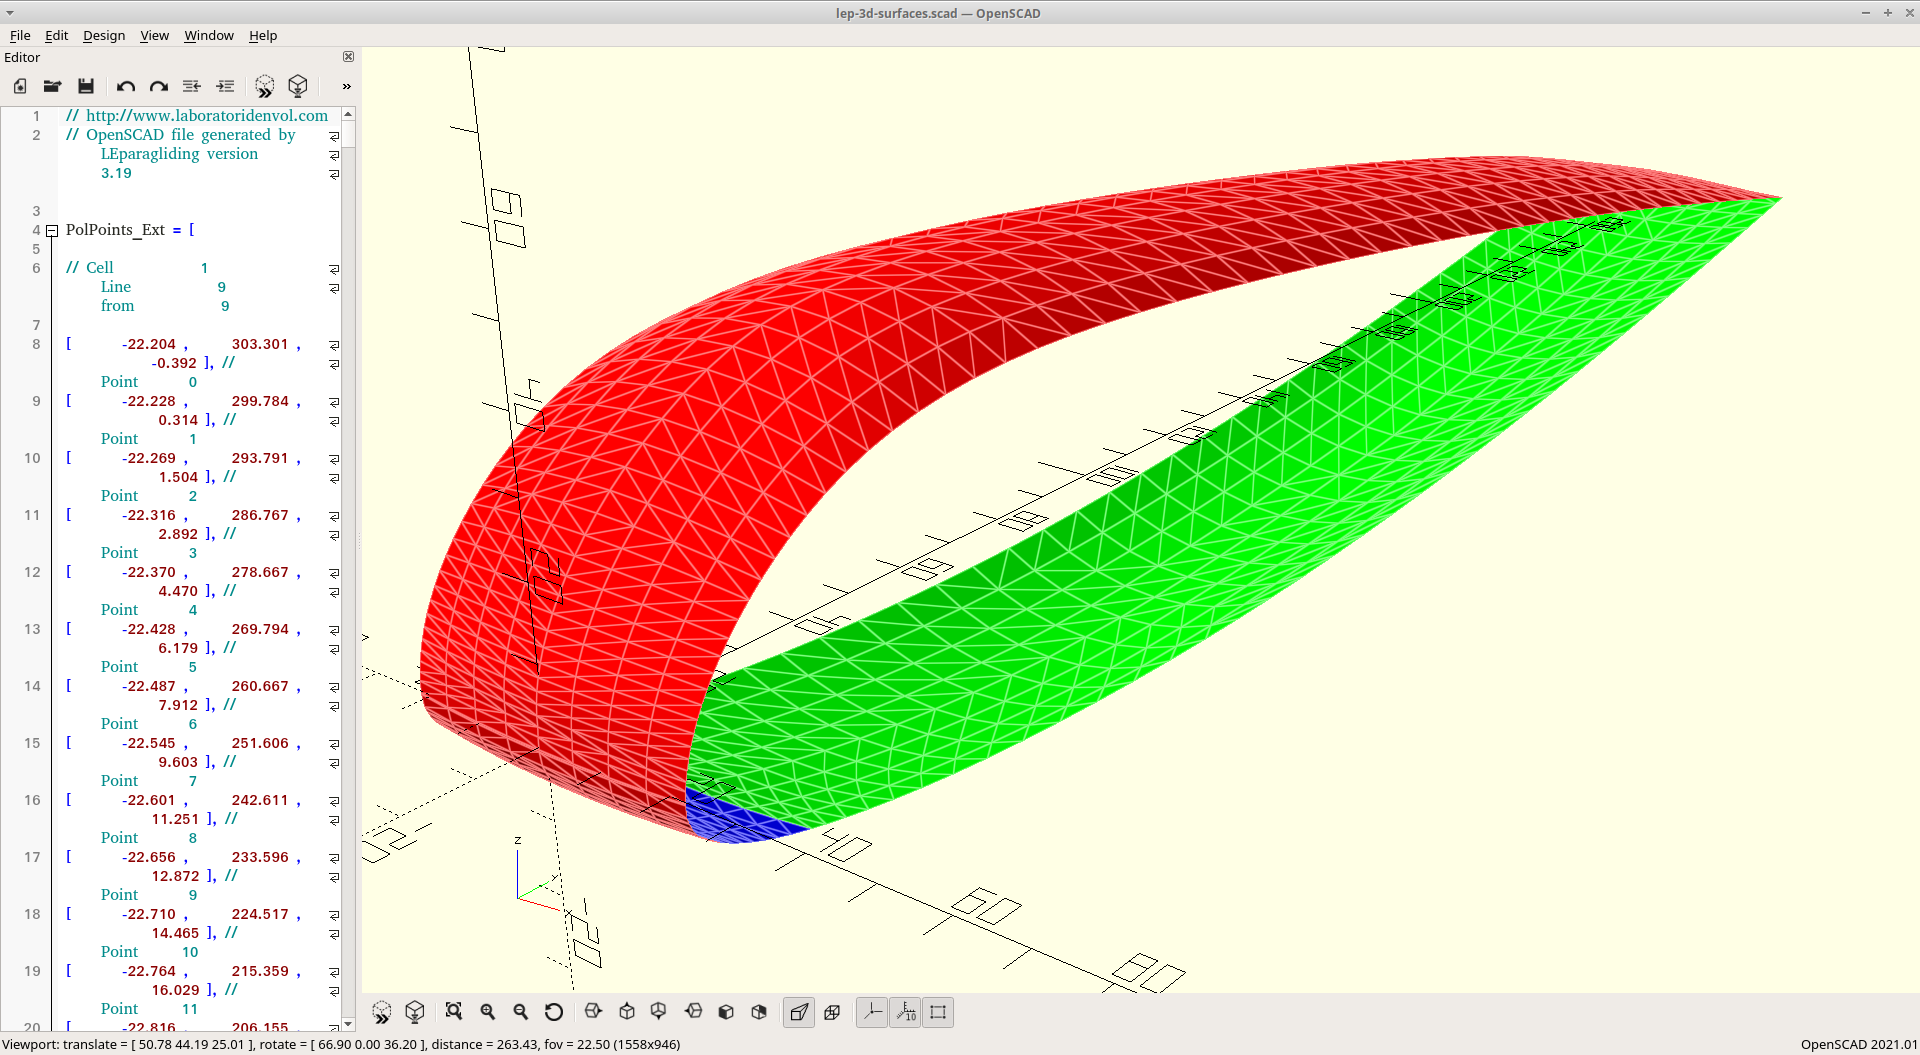 lep-3d-surfaces.scad — OpenSCAD
File Edit Design View Window Help
Editor
»
1 // http://www.laboratoridenvol.com
2 // OpenSCAD file generated by
LEparagliding version
3.19
3
4 PolPoints_Ext = [
5
6 // Cell 1
Line 9
from 9
7
8 [ -22.204 , 303.301 ,
-0.392 ], //
Point 0
9 [ -22.228 , 299.784 ,
0.314 ], //
Point 1
10 [ -22.269 , 293.791 ,
1.504 ], //
Point 2
11 [ -22.316 , 286.767 ,
2.892 ], //
Point 3
12 [ -22.370 , 278.667 ,
4.470 ], //
Point 4
13 [ -22.428 , 269.794 ,
6.179 ], //
Point 5
14 [ -22.487 , 260.667 ,
7.912 ], //
Point 6
15 [ -22.545 , 251.606 ,
9.603 ], //
Point 7
16 [ -22.601 , 242.611 ,
11.251 ], //
Point 8
17 [ -22.656 , 233.596 ,
12.872 ], //
Point 9
18 [ -22.710 , 224.517 ,
14.465 ], //
Point 10
19 [ -22.764 , 215.359 ,
16.029 ], //
Point 11
20 [ -22.816 , 206.155 ,
z
40
60
80
10
Viewport: translate = [ 50.78 44.19 25.01 ], rotate = [ 66.90 0.00 36.20 ], distance = 263.43, fov = 22.50 (1558x946)
OpenSCAD 2021.01